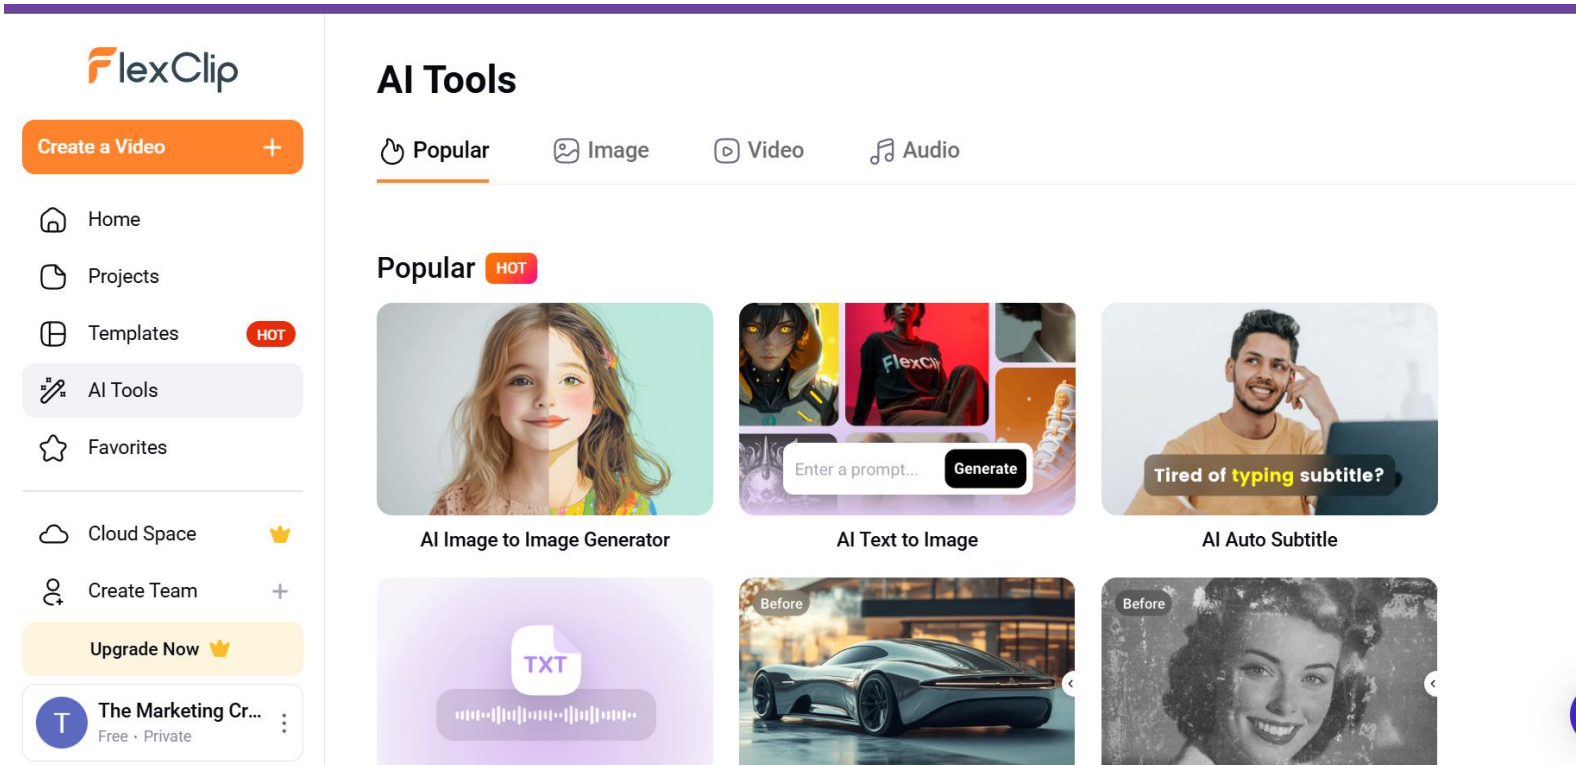 FlexClip
Create a Video +
Home
Projects
Templates HOT
AI Tools
Favorites
Cloud Space
Create Team +
Upgrade Now
T
The Marketing Cr...
Free · Private
AI Tools
Popular Image Video Audio
Popular HOT
FlexCli
Enter a prompt... Generate
Tired of typing subtitle?
AI Image to Image Generator AI Text to Image AI Auto Subtitle
TXT
Before
Before